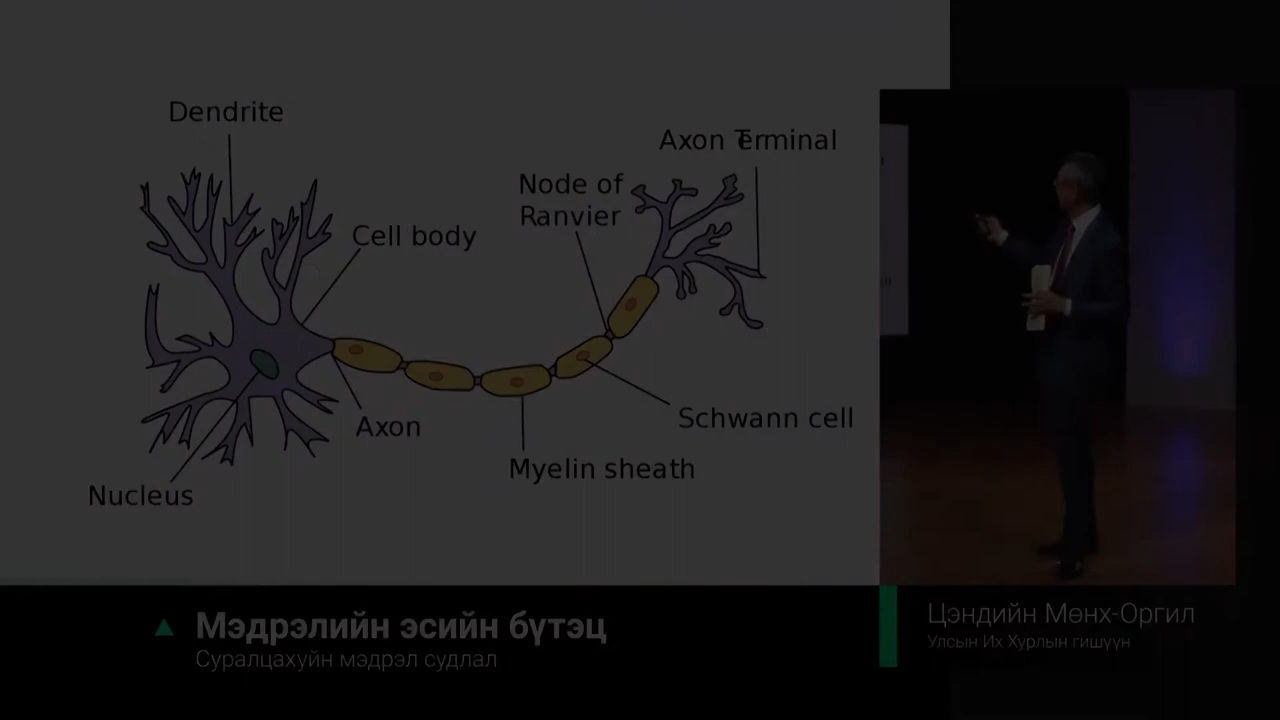 Dendrite
Axon Terminal
Node of
Ranvier
Cell body
Schwann cell
Axon
Myelin sheath
Nucleus
Мэдрэлийн эсийн бүтэц
Суралцахуйн мэдрэл судлал
Цэндийн Мөнх-Оргил
Улсын Их Хурлын гишүүн